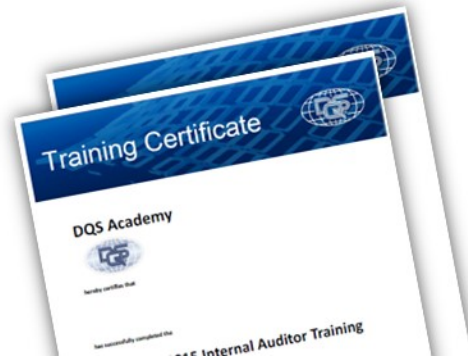 Training Certificate
DQS Academy
hereby certifies that
has successfully completed the
Internal Auditor Training